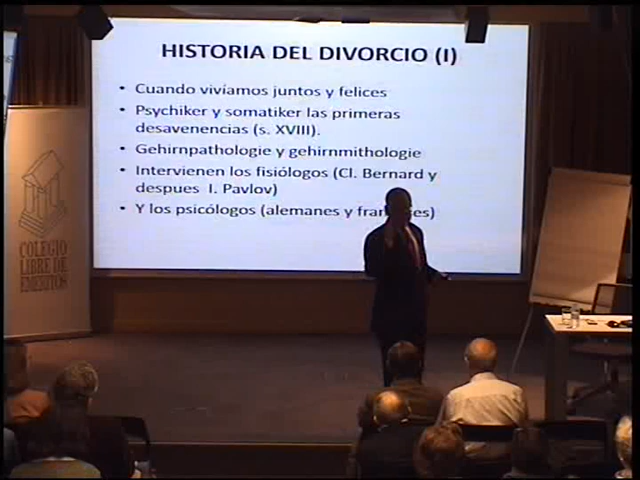 HISTORIA DEL DIVORCIO (I)
• Cuando vivíamos juntos y felices
• Psychiker y somatiker las primeras
desavenencias (s. XVIII).
• Gehirnpathologie y gehirnmithologie
• Intervienen los fisiólogos (Cl. Bernard y
despues I. Pavlov)
• Y los psicólogos (alemanes y
COLEGIO
LIBRE DE
EMERITOS